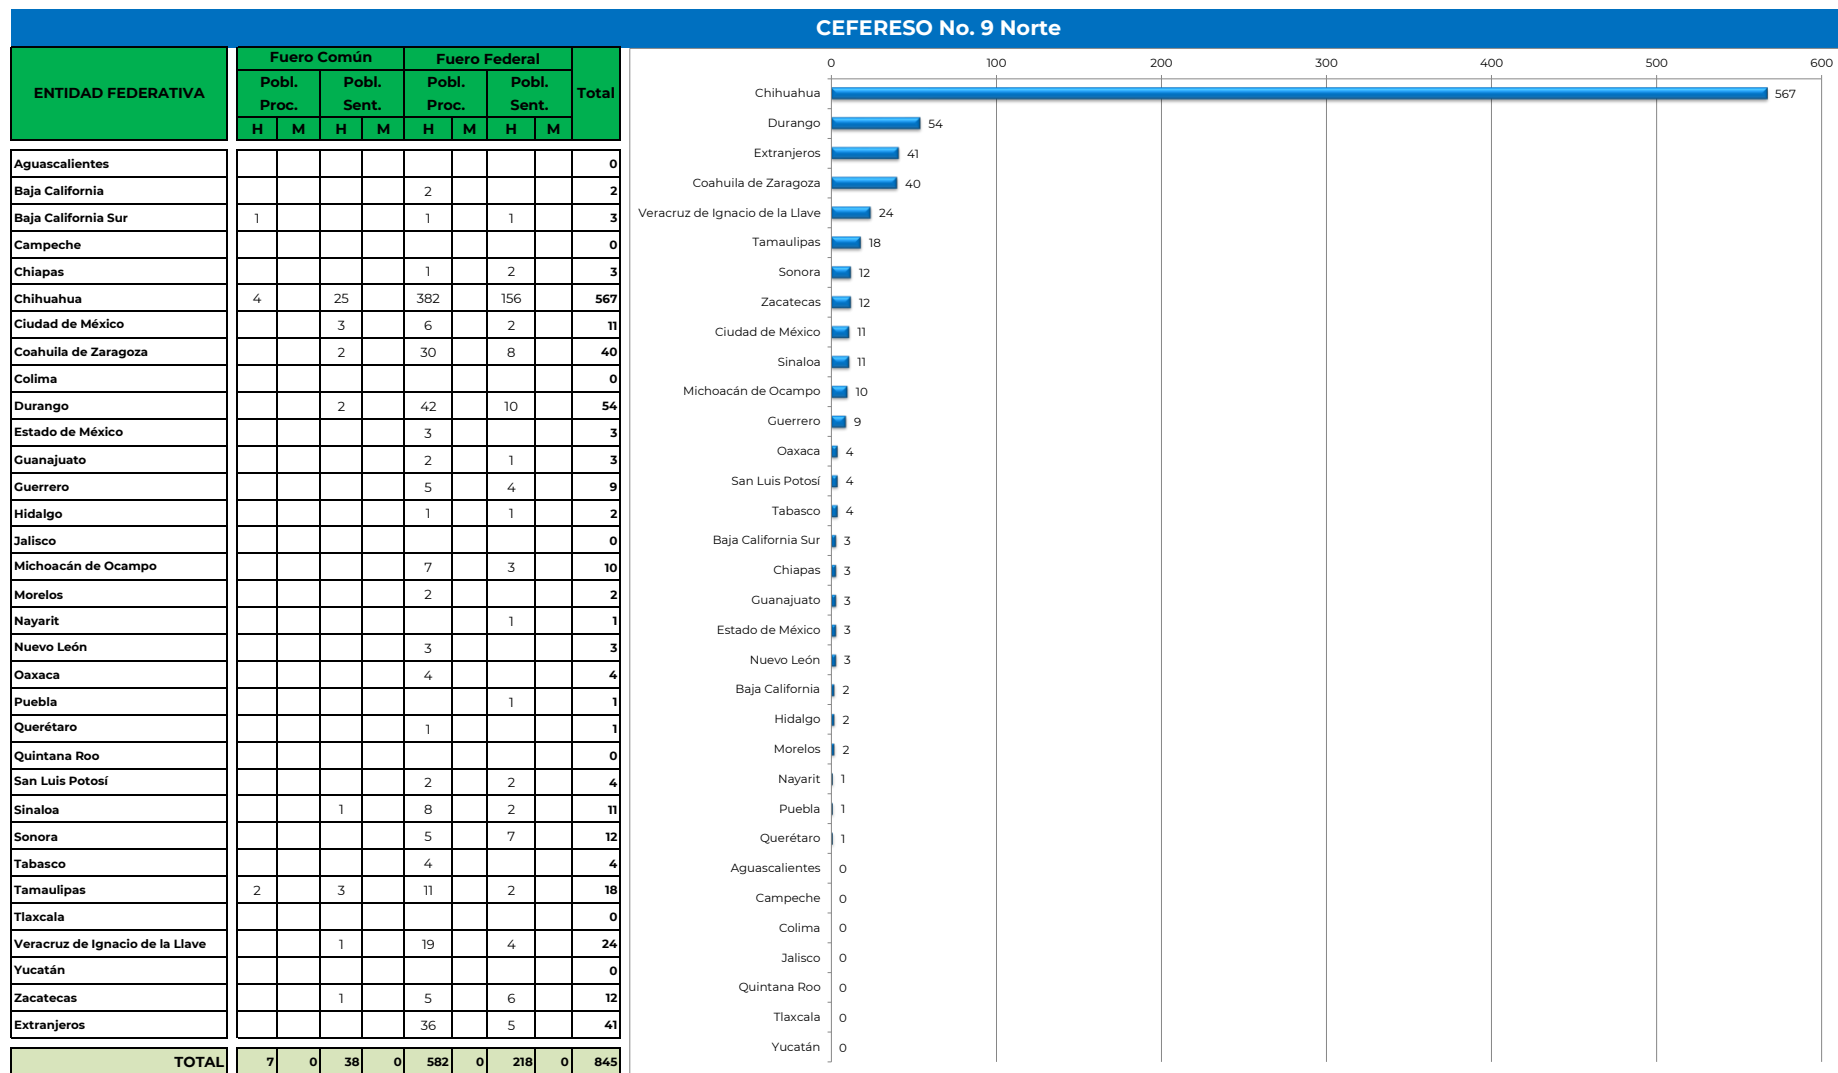 CEFERESO No. 9 Norte
ENTIDAD FEDERATIVA
Fuero Común
Fuero Federal
Total
Pobl. Proc.
Pobl. Sent.
Pobl. Proc.
Pobl. Sent.
H M H M H M H M
Aguascalientes 0
Baja California 2 2
Baja California Sur 1 1 1 3
Campeche 0
Chiapas 1 2 3
Chihuahua 4 25 382 156 567
Ciudad de México 3 6 2 11
Coahuila de Zaragoza 2 30 8 40
Colima 0
Durango 2 42 10 54
Estado de México 3 3
Guanajuato 2 1 3
Guerrero 5 4 9
Hidalgo 1 1 2
Jalisco 0
Michoacán de Ocampo 7 3 10
Morelos 2 2
Nayarit 1 1
Nuevo León 3 3
Oaxaca 4 4
Puebla 1 1
Querétaro 1 1
Quintana Roo 0
San Luis Potosí 2 2 4
Sinaloa 1 8 2 11
Sonora 5 7 12
Tabasco 4 4
Tamaulipas 2 3 11 2 18
Tlaxcala 0
Veracruz de Ignacio de la Llave 1 19 4 24
Yucatán 0
Zacatecas 1 5 6 12
Extranjeros 36 5 41
TOTAL 7 0 38 0 582 0 218 0 845
0 100 200 300 400 500 600
Chihuahua 567
Durango 54
Extranjeros 41
Coahuila de Zaragoza 40
Veracruz de Ignacio de la Llave 24
Tamaulipas 18
Sonora 12
Zacatecas 12
Ciudad de México 11
Sinaloa 11
Michoacán de Ocampo 10
Guerrero 9
Oaxaca 4
San Luis Potosí 4
Tabasco 4
Baja California Sur 3
Chiapas 3
Guanajuato 3
Estado de México 3
Nuevo León 3
Baja California 2
Hidalgo 2
Morelos 2
Nayarit 1
Puebla 1
Querétaro 1
Aguascalientes 0
Campeche 0
Colima 0
Jalisco 0
Quintana Roo 0
Tlaxcala 0
Yucatán 0